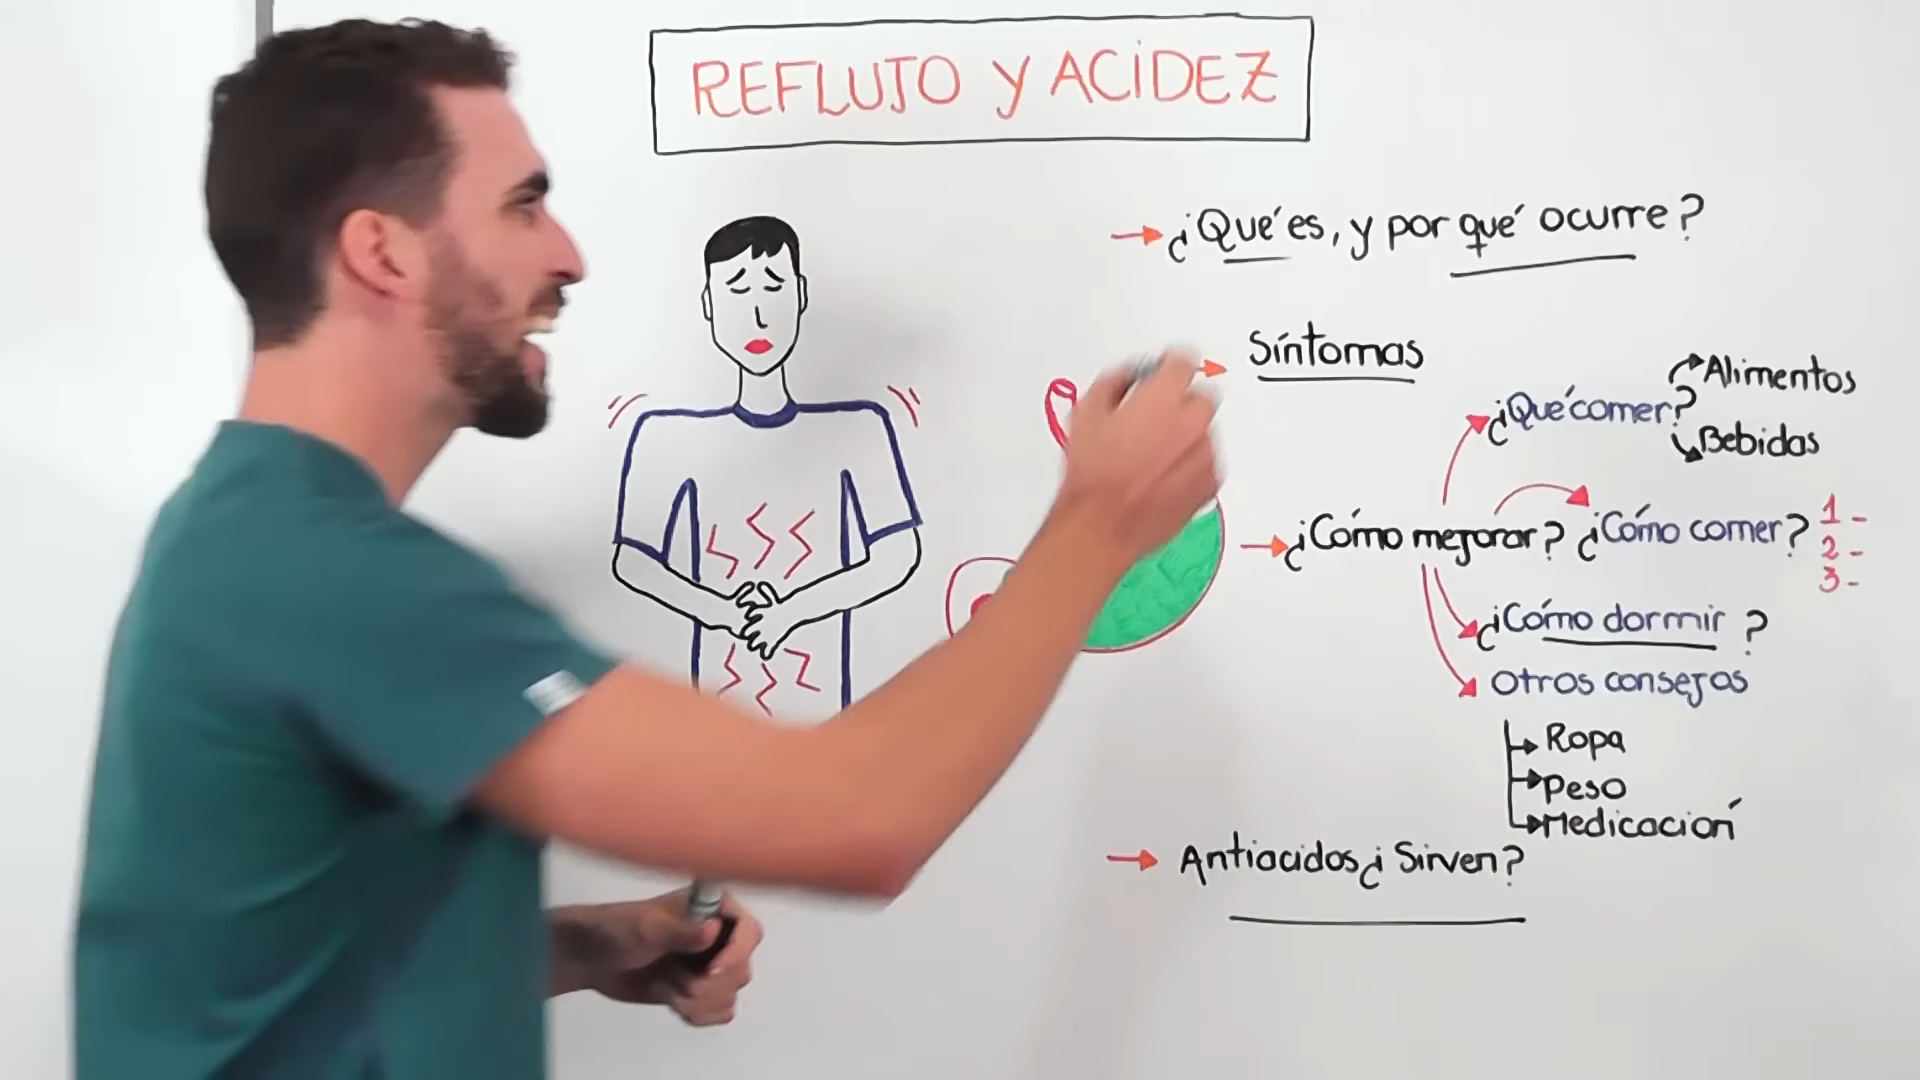 REFLUJO Y ACIDEZ
¿Qué es, y por qué ocurre?
Síntomas
¿Qué comer?
Alimentos
Bebidas
¿Cómo mejorar?
¿Cómo comer?
1-
2-
3-
¿Cómo dormir?
Otros consejos
Ropa
Peso
Medicación
Antiacidos ¿Sirven?